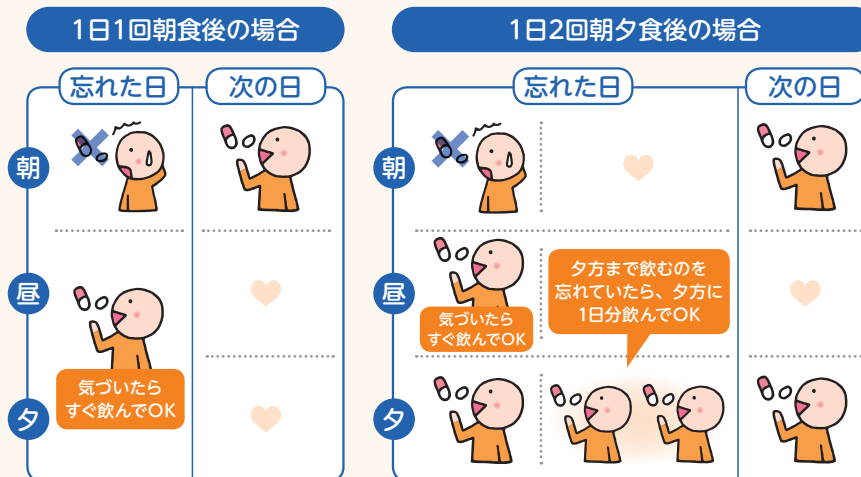 1日1回朝食後の場合
忘れた日
次の日
朝
昼
夕
気づいたら
すぐ飲んでOK
1日2回朝夕食後の場合
忘れた日
次の日
朝
昼
夕
気づいたら
すぐ飲んでOK
夕方まで飲むのを
忘れていたら、夕方に
1日分飲んでOK